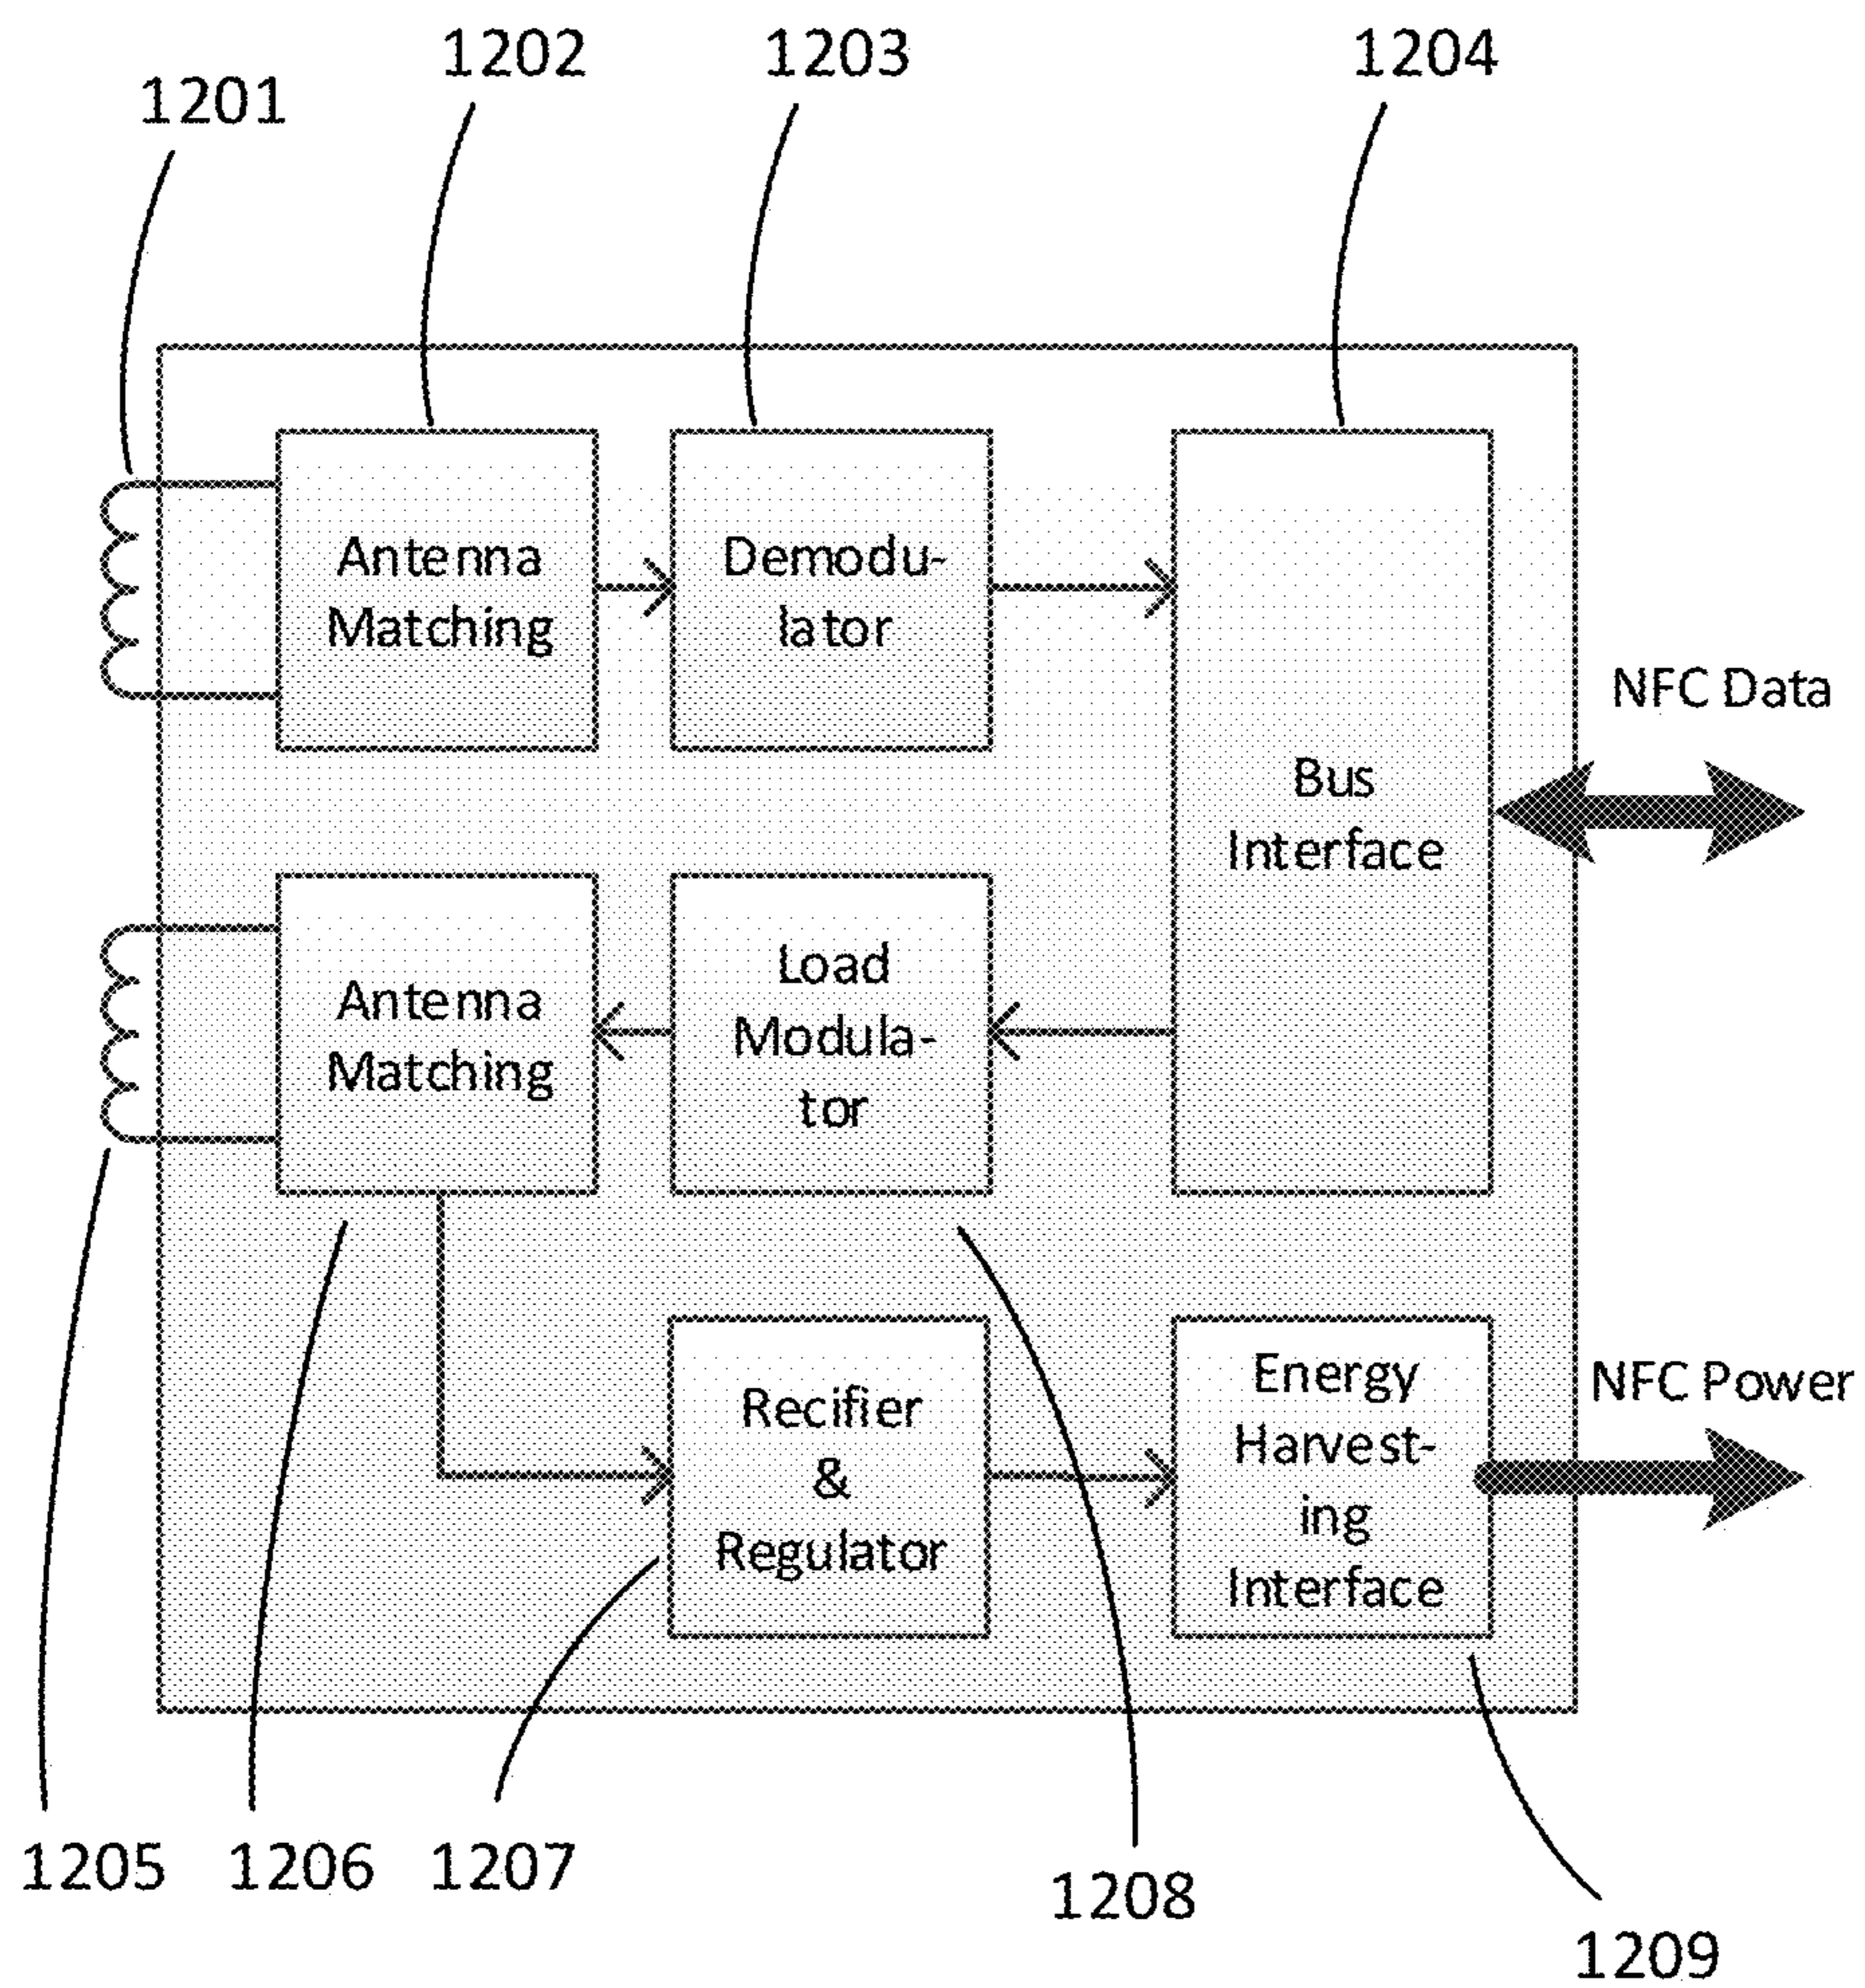 1201
1202
1203
1204
Antenna
Matching
Demodu-
lator
Bus
Interface
NFC Data
Antenna
Matching
Load
Modula-
tor
Recifier
&
Regulator
Energy
Harvest-
ing
Interface
NFC Power
1205
1206
1207
1208
1209